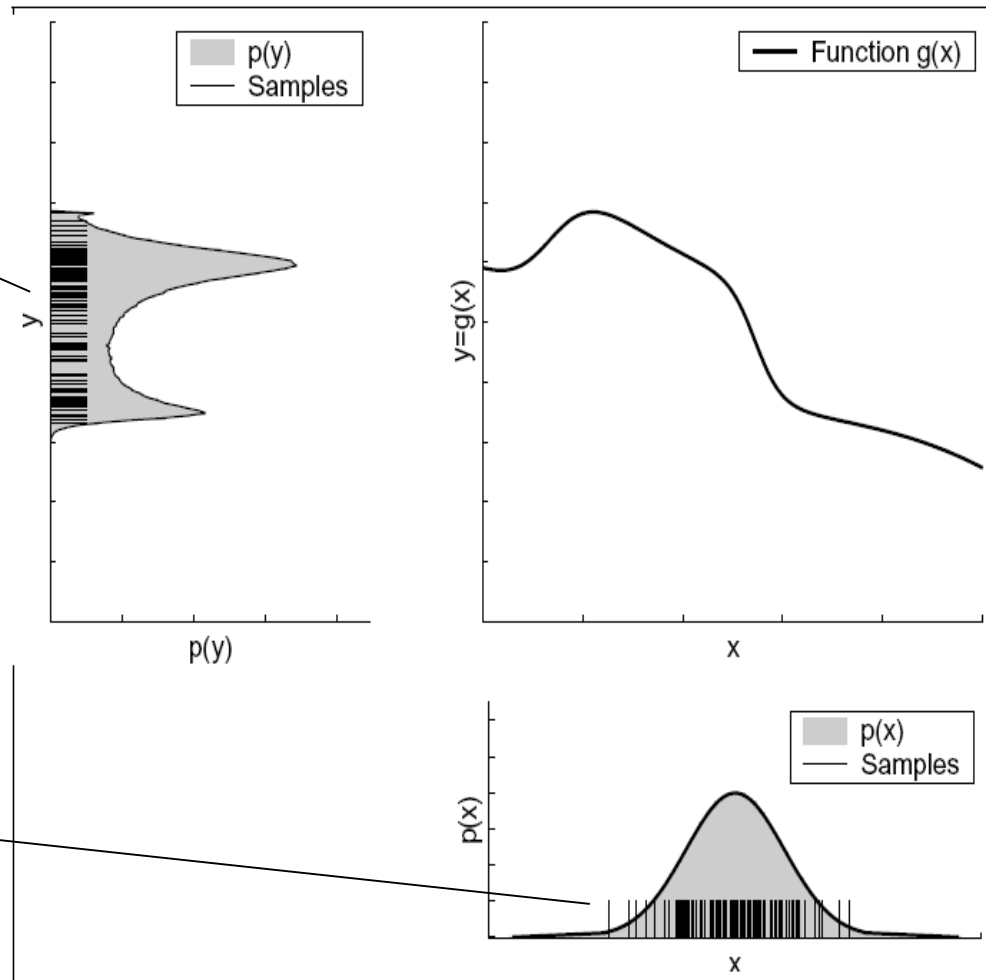 p(y)
Samples
y
p(y)
Function g(x)
y=g(x)
x
p(x)
Samples
p(x)
x